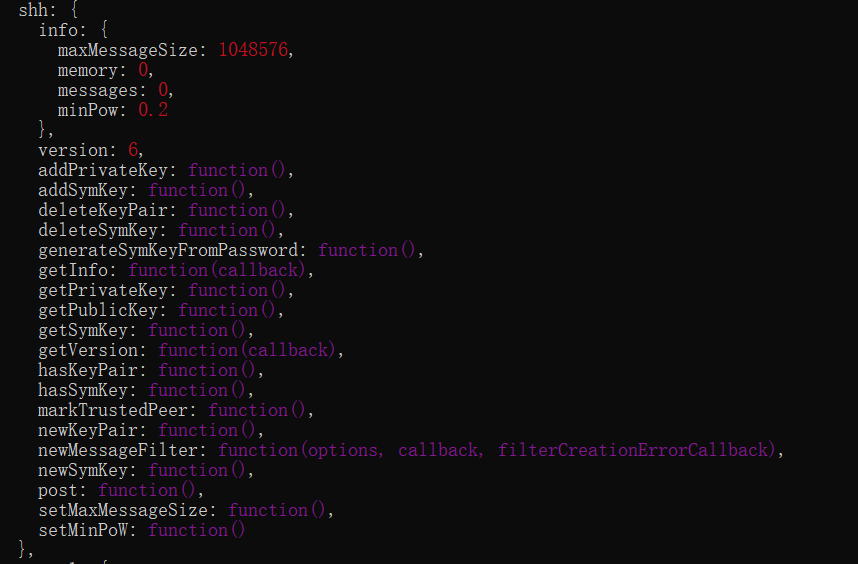 shh: {
info: {
maxMessageSize: 1048576,
memory: 0,
messages: 0,
minPow: 0.2
},
version: 6,
addPrivateKey: function(),
addSymKey: function(),
deleteKeyPair: function(),
deleteSymKey: function(),
generateSymKeyFromPassword: function(),
getInfo: function(callback),
getPrivateKey: function(),
getPublicKey: function(),
getSymKey: function(),
getVersion: function(callback),
hasKeyPair: function(),
hasSymKey: function(),
markTrustedPeer: function(),
newKeyPair: function(),
newMessageFilter: function(options, callback, filterCreationErrorCallback),
newSymKey: function(),
post: function(),
setMaxMessageSize: function(),
setMinPoW: function()
},